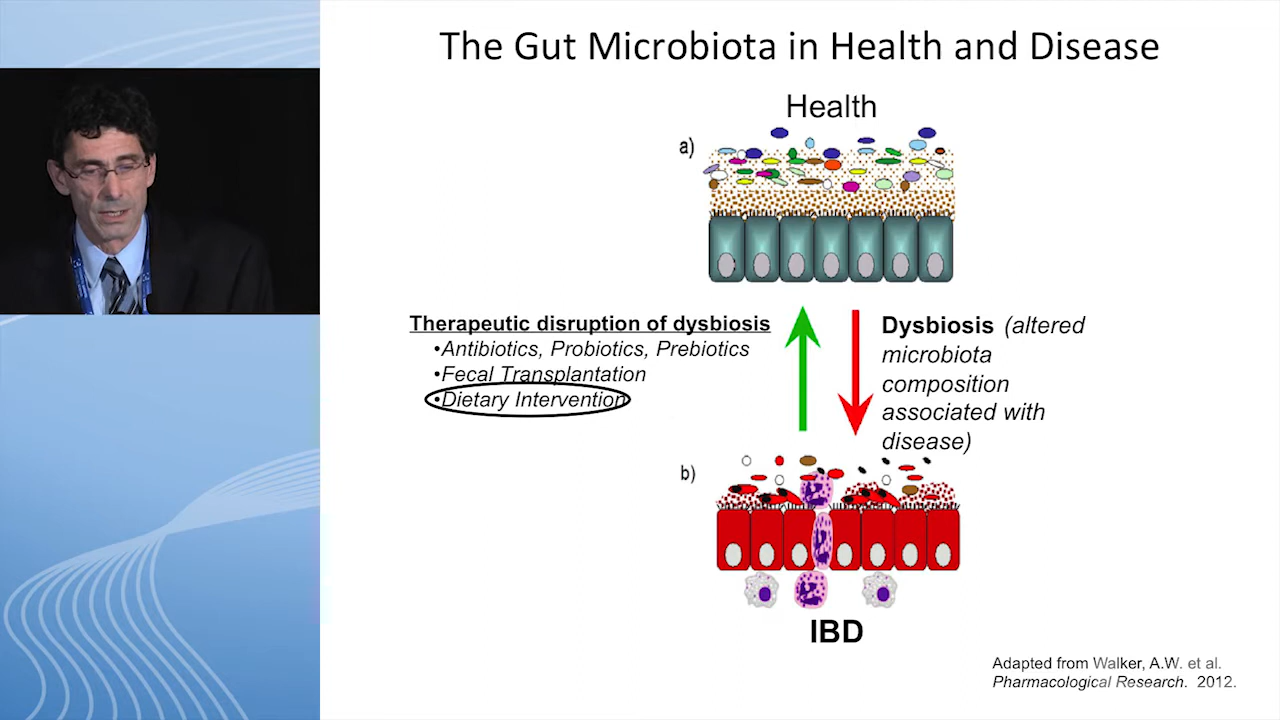 The Gut Microbiota in Health and Disease
Health
a)
Therapeutic disruption of dysbiosis
•Antibiotics, Probiotics, Prebiotics
•Fecal Transplantation
•Dietary Intervention
Dysbiosis (altered
microbiota
composition
associated with
disease)
b)
IBD
Adapted from Walker, A.W. et al.
Pharmacological Research. 2012.